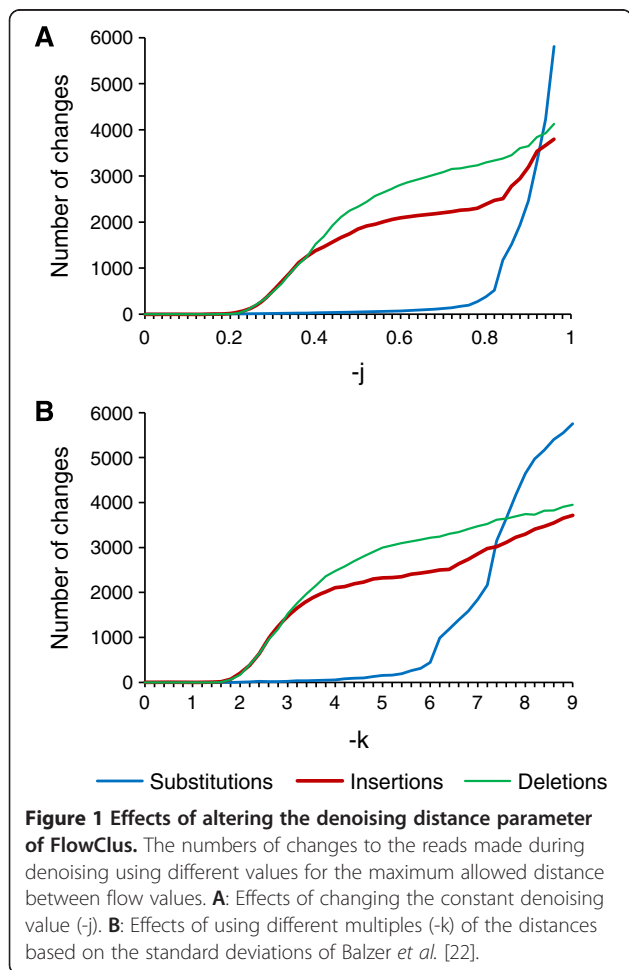 A
Number of changes
6000
5000
4000
3000
2000
1000
0
0 0.2 0.4 0.6 0.8 1
-j
B
Number of changes
6000
5000
4000
3000
2000
1000
0
0 1 2 3 4 5 6 7 8 9
-k
Substitutions Insertions Deletions
Figure 1 Effects of altering the denoising distance parameter
of FlowClus. The numbers of changes to the reads made during
denoising using different values for the maximum allowed distance
between flow values. A: Effects of changing the constant denoising
value (-j). B: Effects of using different multiples (-k) of the distances
based on the standard deviations of Balzer et al. [22].